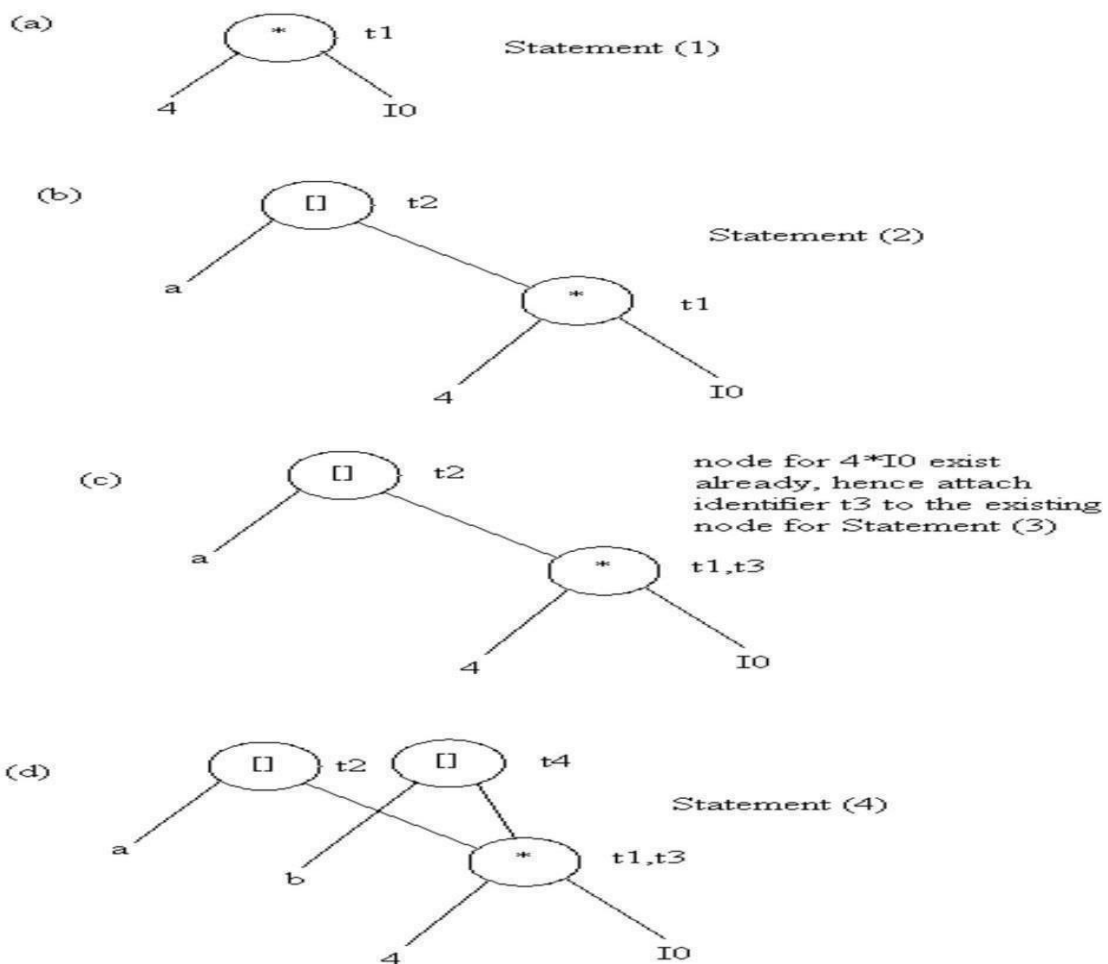 (a) * t1 Statement (1)
4 I0
(b) [] t2 Statement (2)
a * t1
4 I0
(c) [] t2 node for 4*I0 exist
already, hence attach
identifier t3 to the existing
node for Statement (3)
a * t1,t3
4 I0
(d) [] t2 [] t4
Statement (4)
a b * t1,t3
4 I0